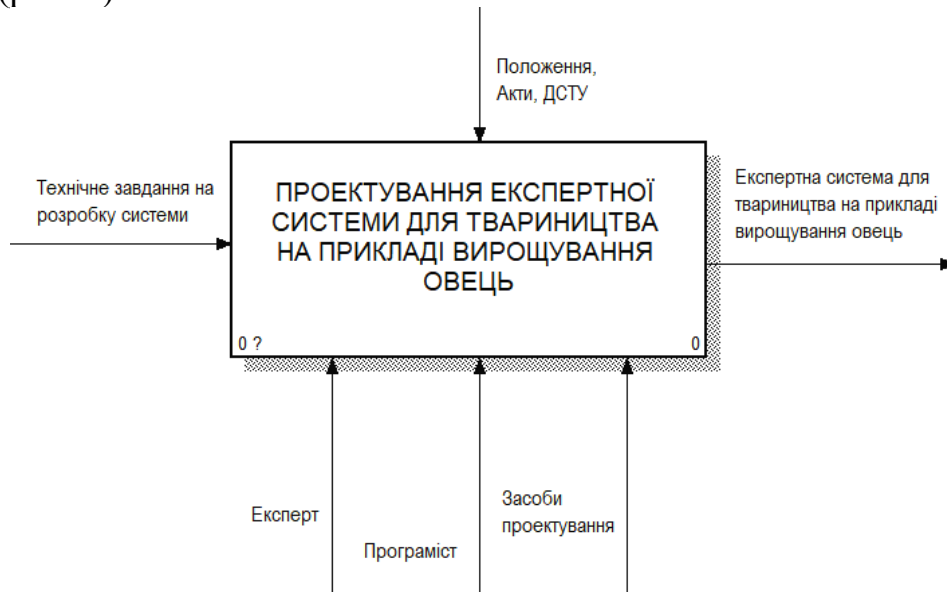 Положення,
Акти, ДСТУ
Технічне завдання на
розробку системи
ПРОЕКТУВАННЯ ЕКСПЕРТНОЇ
СИСТЕМИ ДЛЯ ТВАРИНИЦТВА
НА ПРИКЛАДІ ВИРОЩУВАННЯ
ОВЕЦЬ
0 ?
0
Експертна система для
твариництва на прикладі
вирощування овець
Експерт
Програміст
Засоби
проектування